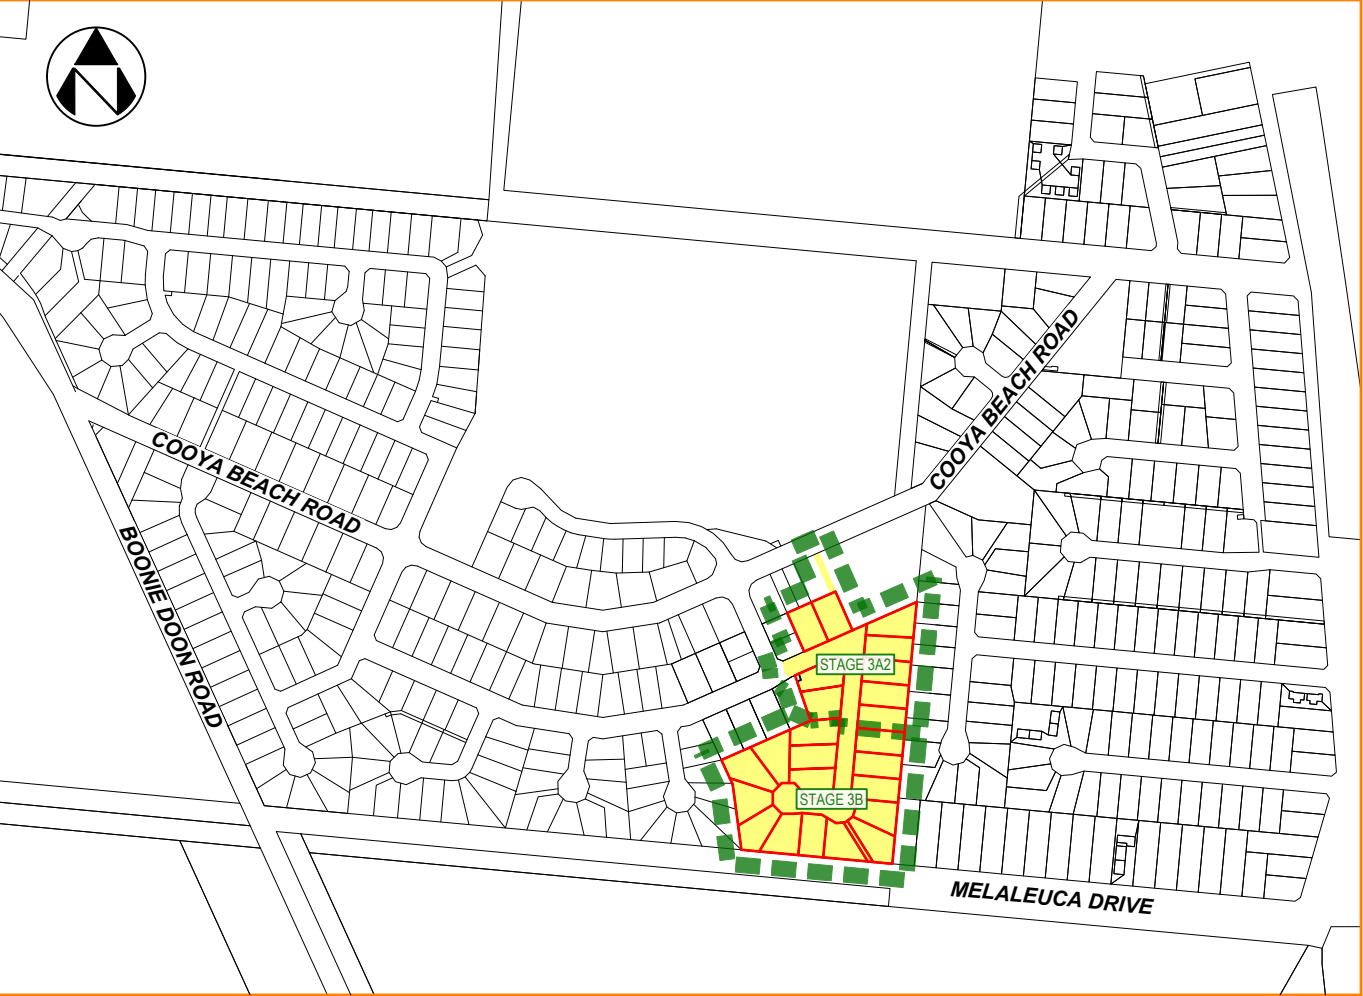 N
COOYA BEACH ROAD
COOYA BEACH ROAD
BOONIE DOON ROAD
STAGE 3A2
STAGE 3B
MELALEUCA DRIVE